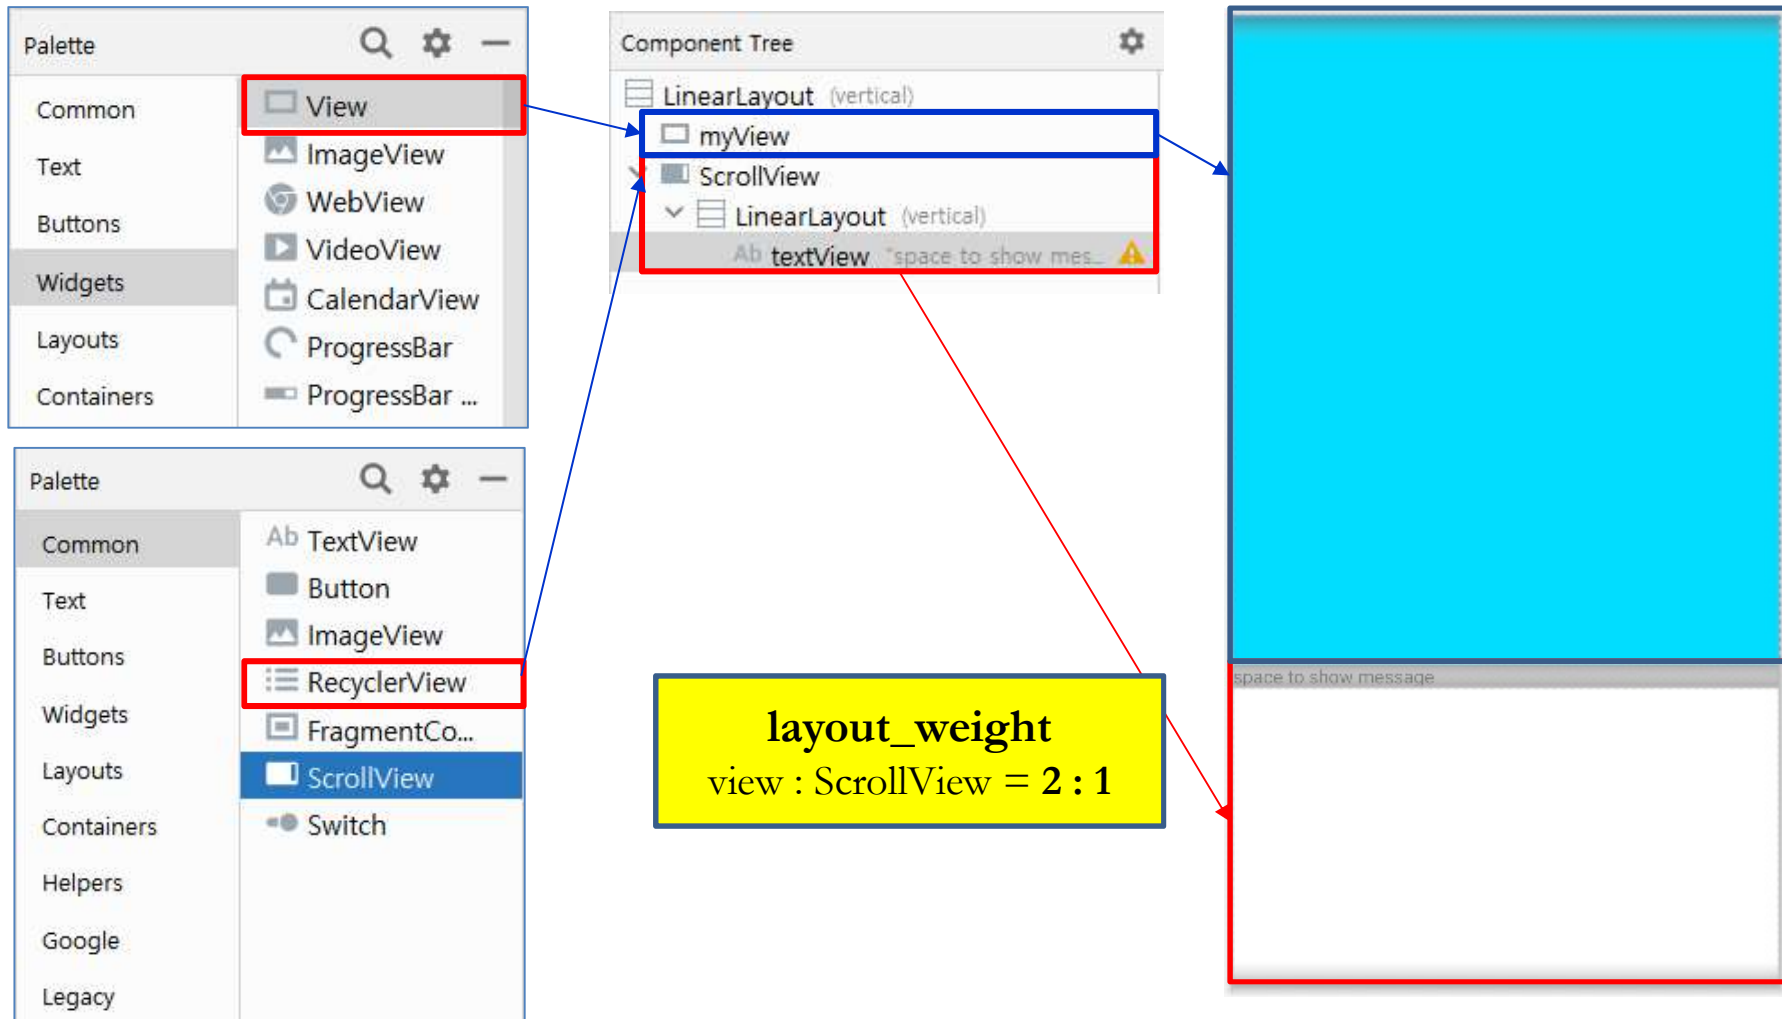 Palette
Common
Text
Buttons
Widgets
Layouts
Containers
View
ImageView
WebView
VideoView
CalendarView
ProgressBar
ProgressBar ...
Palette
Common
Text
Buttons
Widgets
Layouts
Containers
Helpers
Google
Legacy
Ab TextView
Button
ImageView
RecyclerView
FragmentCo...
ScrollView
Switch
Component Tree
LinearLayout (vertical)
myView
ScrollView
LinearLayout (vertical)
Ab textView "space to show mes...
layout_weight
view : ScrollView = 2 : 1
space to show message